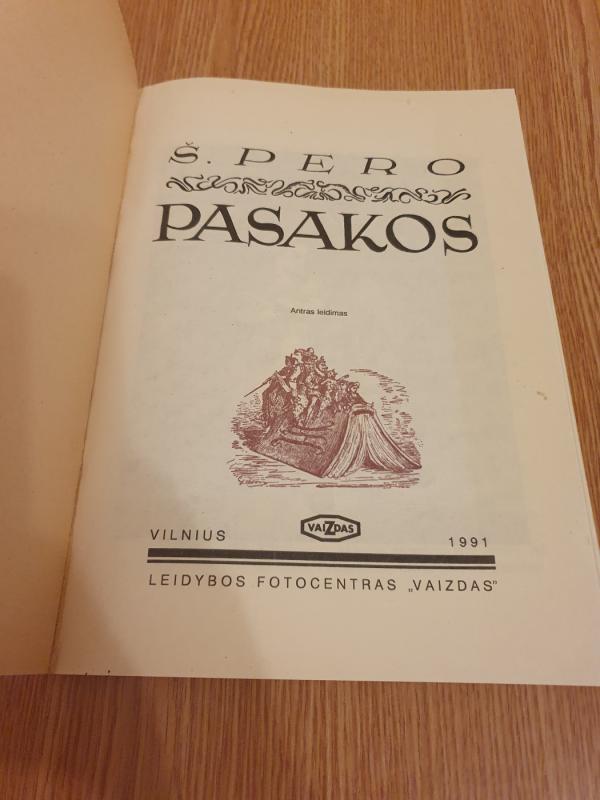 Š. PERO
PASAKOS
Antras leidimas
VAIZDAS
VILNIUS 1991
LEIDYBOS FOTOCENTRAS „VAIZDAS"